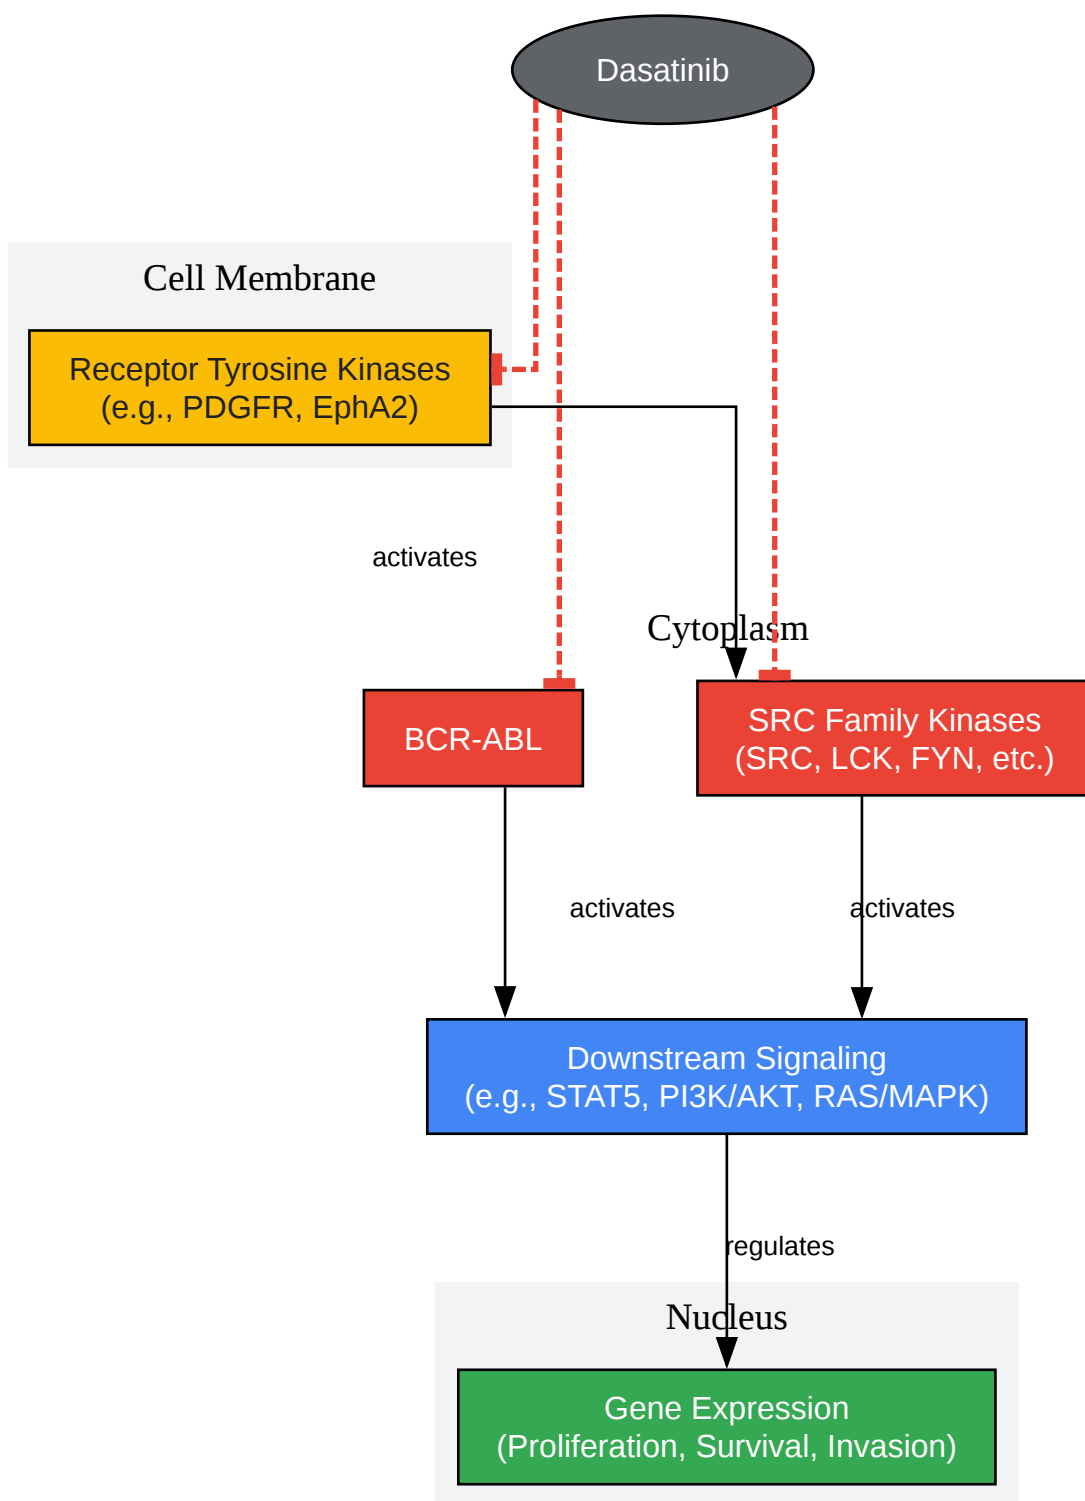 Dasatinib
Cell Membrane
Receptor Tyrosine Kinases
(e.g., PDGFR, EphA2)
activates
Cytoplasm
BCR-ABL
SRC Family Kinases
(SRC, LCK, FYN, etc.)
activates
activates
Downstream Signaling
(e.g., STAT5, PI3K/AKT, RAS/MAPK)
regulates
Nucleus
Gene Expression
(Proliferation, Survival, Invasion)